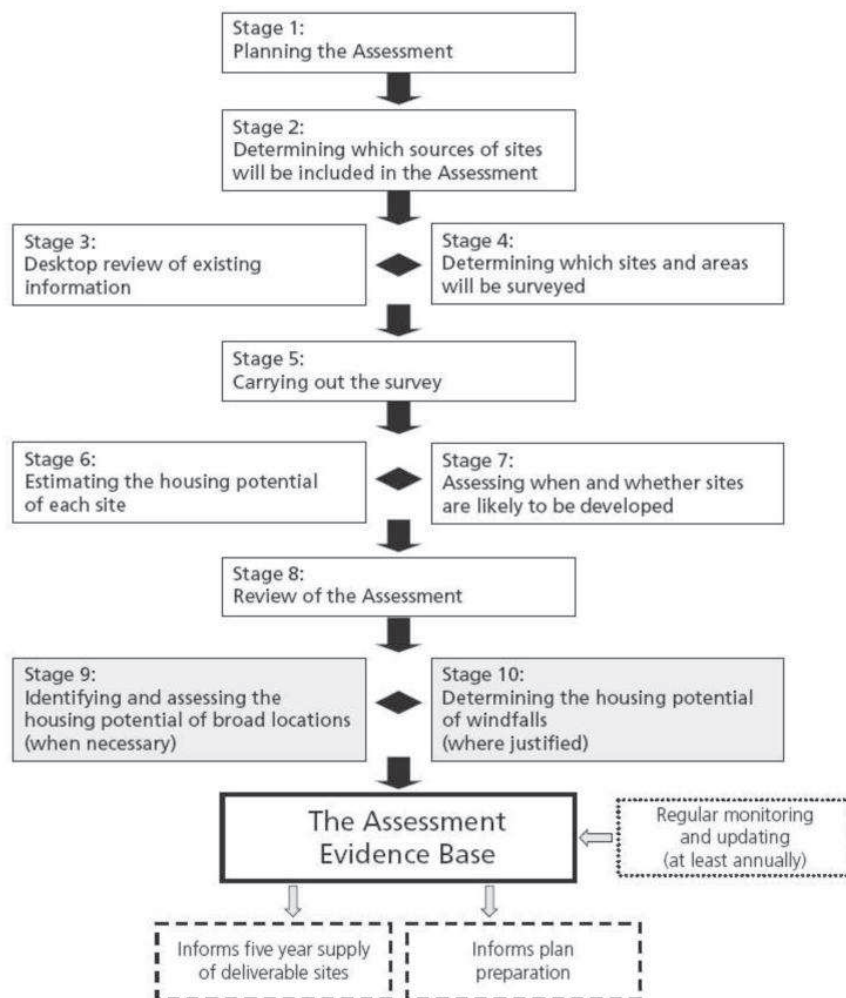 Stage 1:
Planning the Assessment
Stage 2:
Determining which sources of sites
will be included in the Assessment
Stage 3:
Desktop review of existing
information
Stage 4:
Determining which sites and areas
will be surveyed
Stage 5:
Carrying out the survey
Stage 6:
Estimating the housing potential
of each site
Stage 7:
Assessing when and whether sites
are likely to be developed
Stage 8:
Review of the Assessment
Stage 9:
Identifying and assessing the
housing potential of broad locations
(when necessary)
Stage 10:
Determining the housing potential
of windfalls
(where justified)
The Assessment
Evidence Base
Regular monitoring
and updating
(at least annually)
Informs five year supply
of deliverable sites
Informs plan
preparation